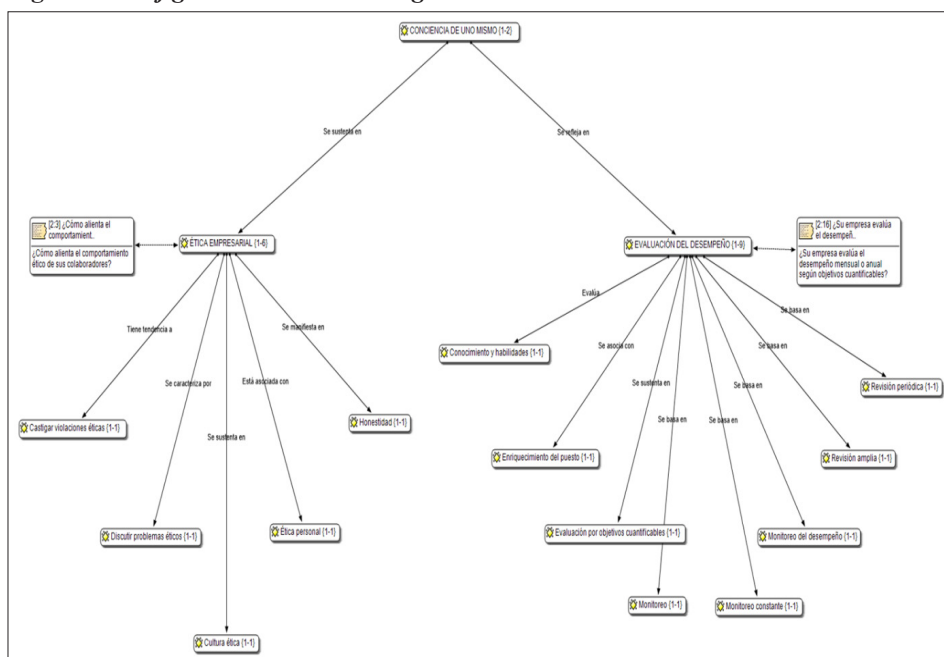 CONCIENCIA DE UNO MISMO {1-2}
Se sustenta en
Se refleja en
[2:3] ¿Cómo alienta el
comportamient..
¿Cómo alienta el comportamiento
ético de sus colaboradores?
ÉTICA EMPRESARIAL {1-6}
EVALUACIÓN DEL DESEMPEÑO {1-9}
[2:16] ¿Su empresa evalúa
el desempeñ..
¿Su empresa evalúa el
desempeño mensual o anual
según objetivos cuantificables?
Tiene tendencia a
Se manifiesta en
Se caracteriza por
Está asociada con
Se sustenta en
Evalúa
Se asocia con
Se sustenta en
Se basa en
Se basa en
Se basa en
Se basa en
Se basa en
Conocimiento y habilidades {1-1}
Revisión periódica {1-1}
Castigar violaciones éticas {1-1}
Honestidad {1-1}
Enriquecimiento del puesto {1-1}
Revisión amplia {1-1}
Discutir problemas éticos {1-1}
Ética personal {1-1}
Evaluación por objetivos cuantificables {1-1}
Monitoreo del desempeño {1-1}
Monitoreo {1-1}
Monitoreo constante {1-1}
Cultura ética {1-1}